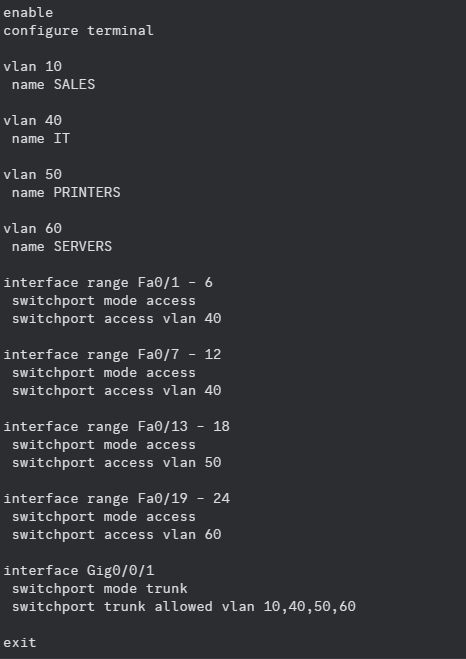 enable
configure terminal
vlan 10
name SALES
vlan 40
name IT
vlan 50
name PRINTERS
vlan 60
name SERVERS
interface range Fa0/1 - 6
switchport mode access
switchport access vlan 40
interface range Fa0/7 - 12
switchport mode access
switchport access vlan 40
interface range Fa0/13 - 18
switchport mode access
switchport access vlan 50
interface range Fa0/19 - 24
switchport mode access
switchport access vlan 60
interface Gig0/0/1
switchport mode trunk
switchport trunk allowed vlan 10,40,50,60
exit